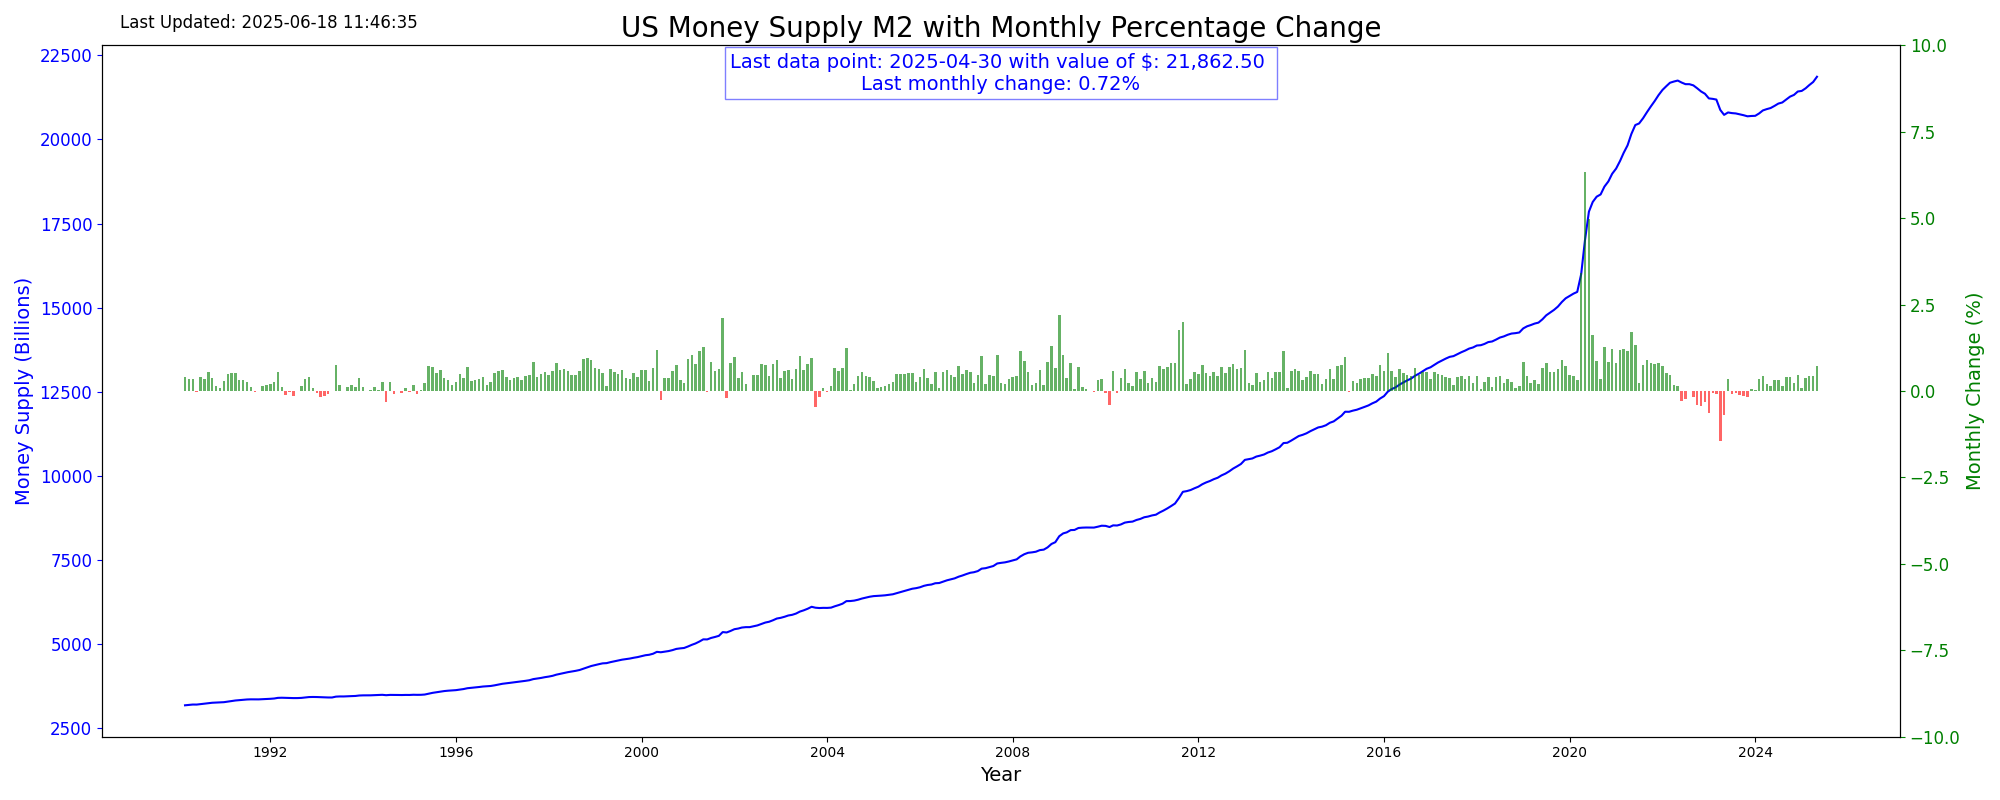 Last Updated: 2025-06-18 11:46:35
US Money Supply M2 with Monthly Percentage Change
Last data point: 2025-04-30 with value of $: 21,862.50
Last monthly change: 0.72%
Money Supply (Billions)
22500
20000
17500
15000
12500
10000
7500
5000
2500
10.0
7.5
5.0
2.5
0.0
−2.5
−5.0
−7.5
−10.0
Monthly Change (%)
1992 1996 2000 2004 2008 2012 2016 2020 2024
Year